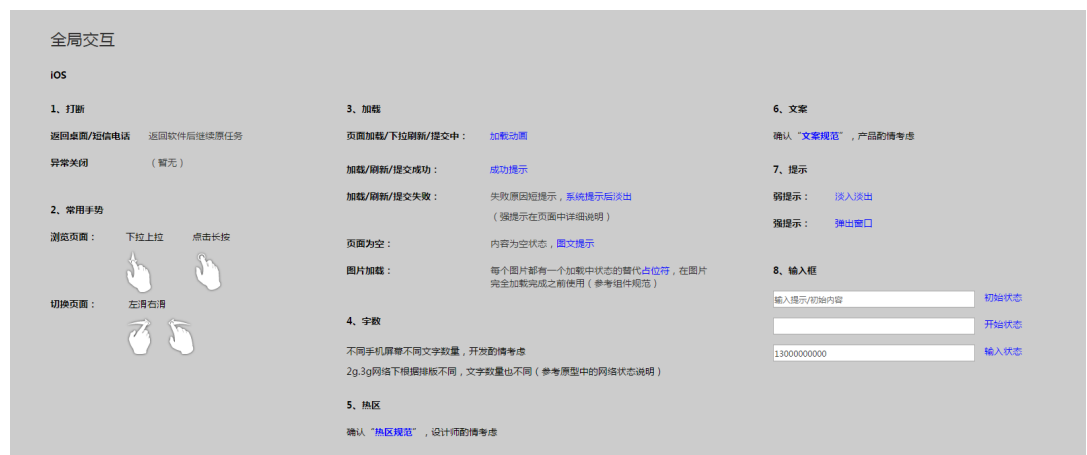 全局交互
iOS
1、打断
返回桌面/短信电话 返回软件后继续原任务
异常关闭 （暂无）
2、常用手势
浏览页面： 下拉上拉 点击长按
切换页面： 左滑右滑
3、加载
页面加载/下拉刷新/提交中： 加载动画
加载/刷新/提交成功： 成功提示
加载/刷新/提交失败： 失败原因短提示，系统提示后淡出
（强提示在页面中详细说明）
页面为空： 内容为空状态，图文提示
图片加载： 每个图片都有一个加载中状态的替代占位符，在图片
完全加载完成之前使用（参考组件规范）
4、字数
不同手机屏幕不同文字数量，开发酌情考虑
2g.3g网络下根据排版不同，文字数量也不同（参考原型中的网络状态说明）
5、热区
确认“热区规范”，设计师酌情考虑
6、文案
确认“文案规范”，产品酌情考虑
7、提示
弱提示： 淡入淡出
强提示： 弹出窗口
8、输入框
输入提示/初始内容 初始状态
开始状态
13000000000 输入状态